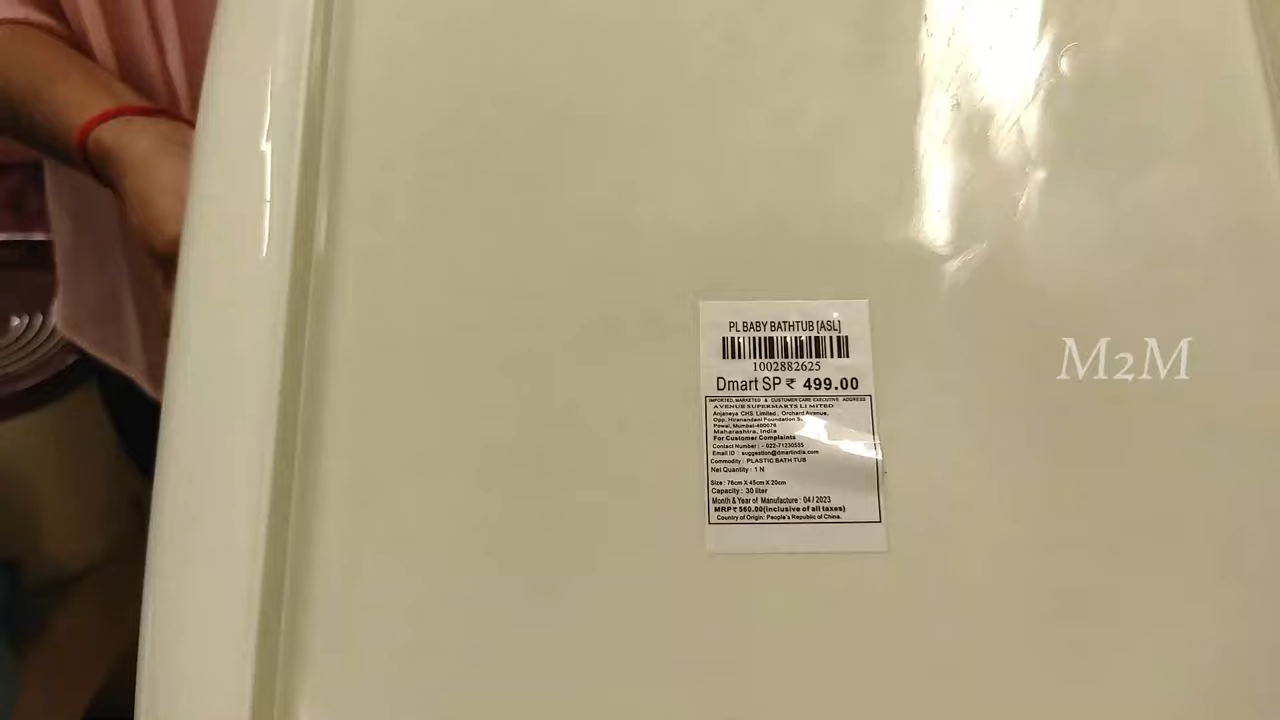 PL BABY BATHTUB [ASL]
1002882625
Dmart SP ₹ 499.00
IMPORTED, MARKETED & CUSTOMER CARE EXECUTIVE ADDRESS
AVENUE SUPERMARTS LIMITED
Anjaneya CHS Limited, Orchard Avenue,
Opp. Hiranandani Foundation
Powai, Mumbai-400076
Maharashtra, India
For Customer Complaints
Contact Number : - 022-71230555
Email ID : suggestion@dmartindia.com
Commodity : PLASTIC BATH TUB
Net Quantity : 1 N
Size : 76cm X 45cm X 20cm
Capacity : 30 liter
Month & Year of Manufacture : 04 / 2023
MRP ₹ 560.00(Inclusive of all taxes)
Country of Origin: People's Republic of China.
M2M